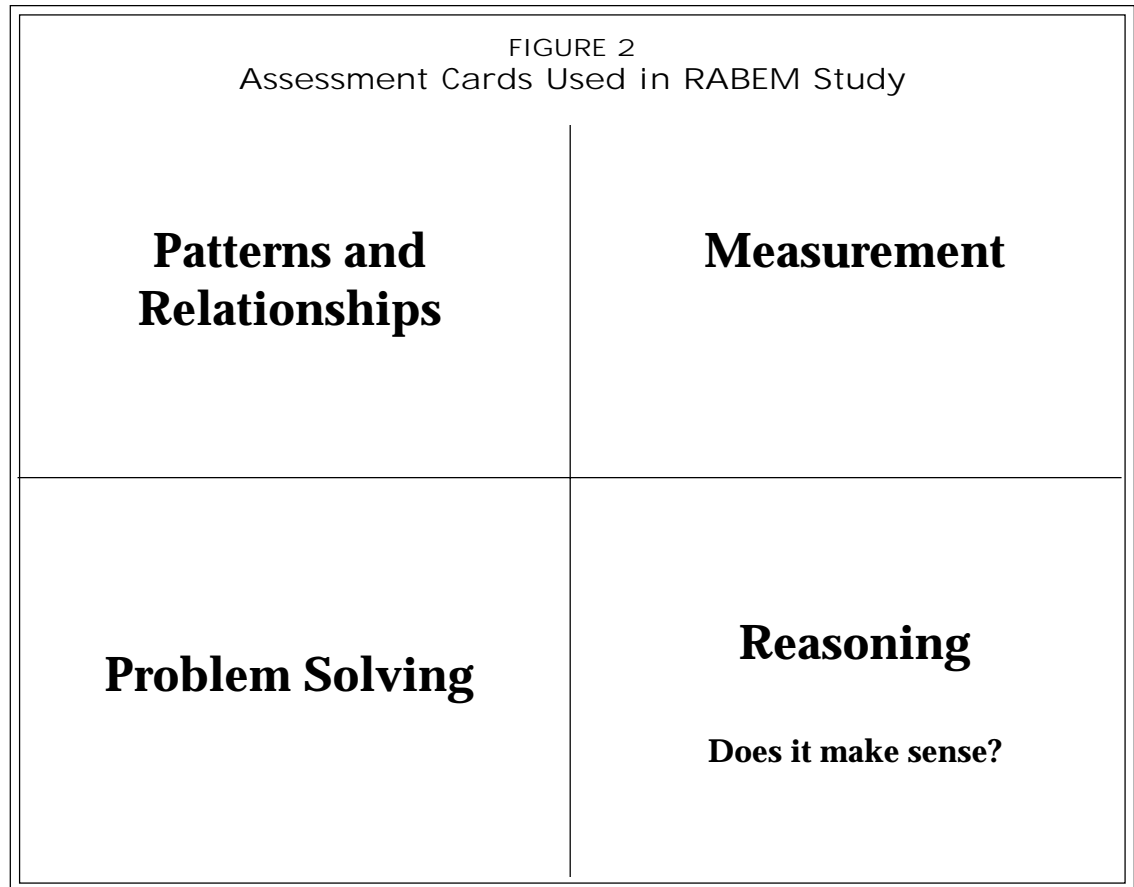 FIGURE 2
Assessment Cards Used in RABEM Study
Patterns and
Relationships
Measurement
Problem Solving
Reasoning
Does it make sense?